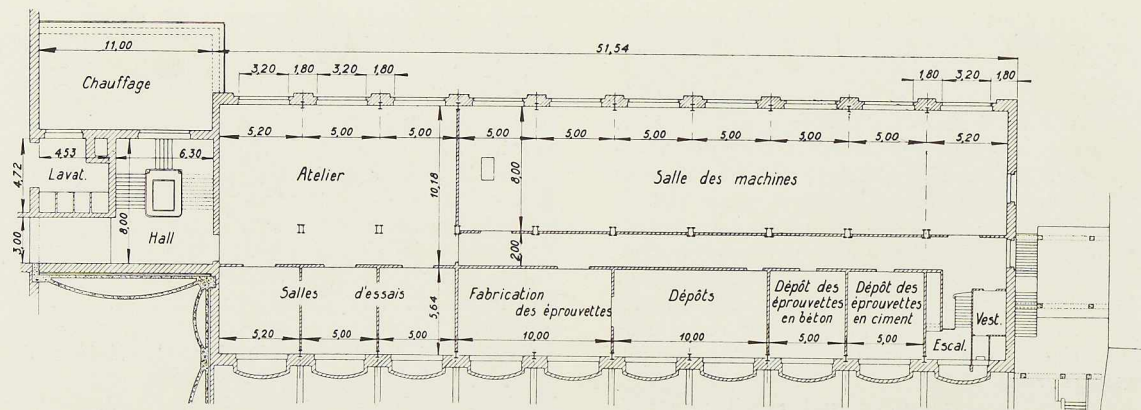 11,00
51,54
3,20 1,80 3,20 1,80
1,80 3,20 1,80
Chauffage
5,20 5,00 5,00 5,00 5,00 5,00 5,00 5,00 5,00 5,20
4,53
6.30
4,72
Lavat.
Atelier
10,18
8,00
Salle des machines
8,00
3,00
Hall
2,00
Salles d'essais
Fabrication
des éprouvettes
Dépôts
Dépôt des
éprouvettes
en béton
Dépôt des
éprouvettes
en ciment
Vest.
5,64
5,20 5,00 5,00 10,00 10,00 5,00 5,00
Escal.